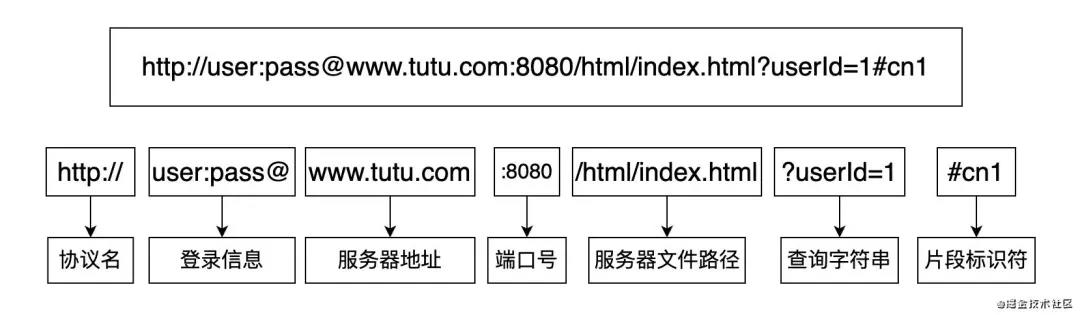 http://user:pass@www.tutu.com:8080/html/index.html?userId=1#cn1
http:// user:pass@ www.tutu.com :8080 /html/index.html ?userId=1 #cn1
协议名 登录信息 服务器地址 端口号 服务器文件路径 查询字符串 片段标识符
@掘金技术社区